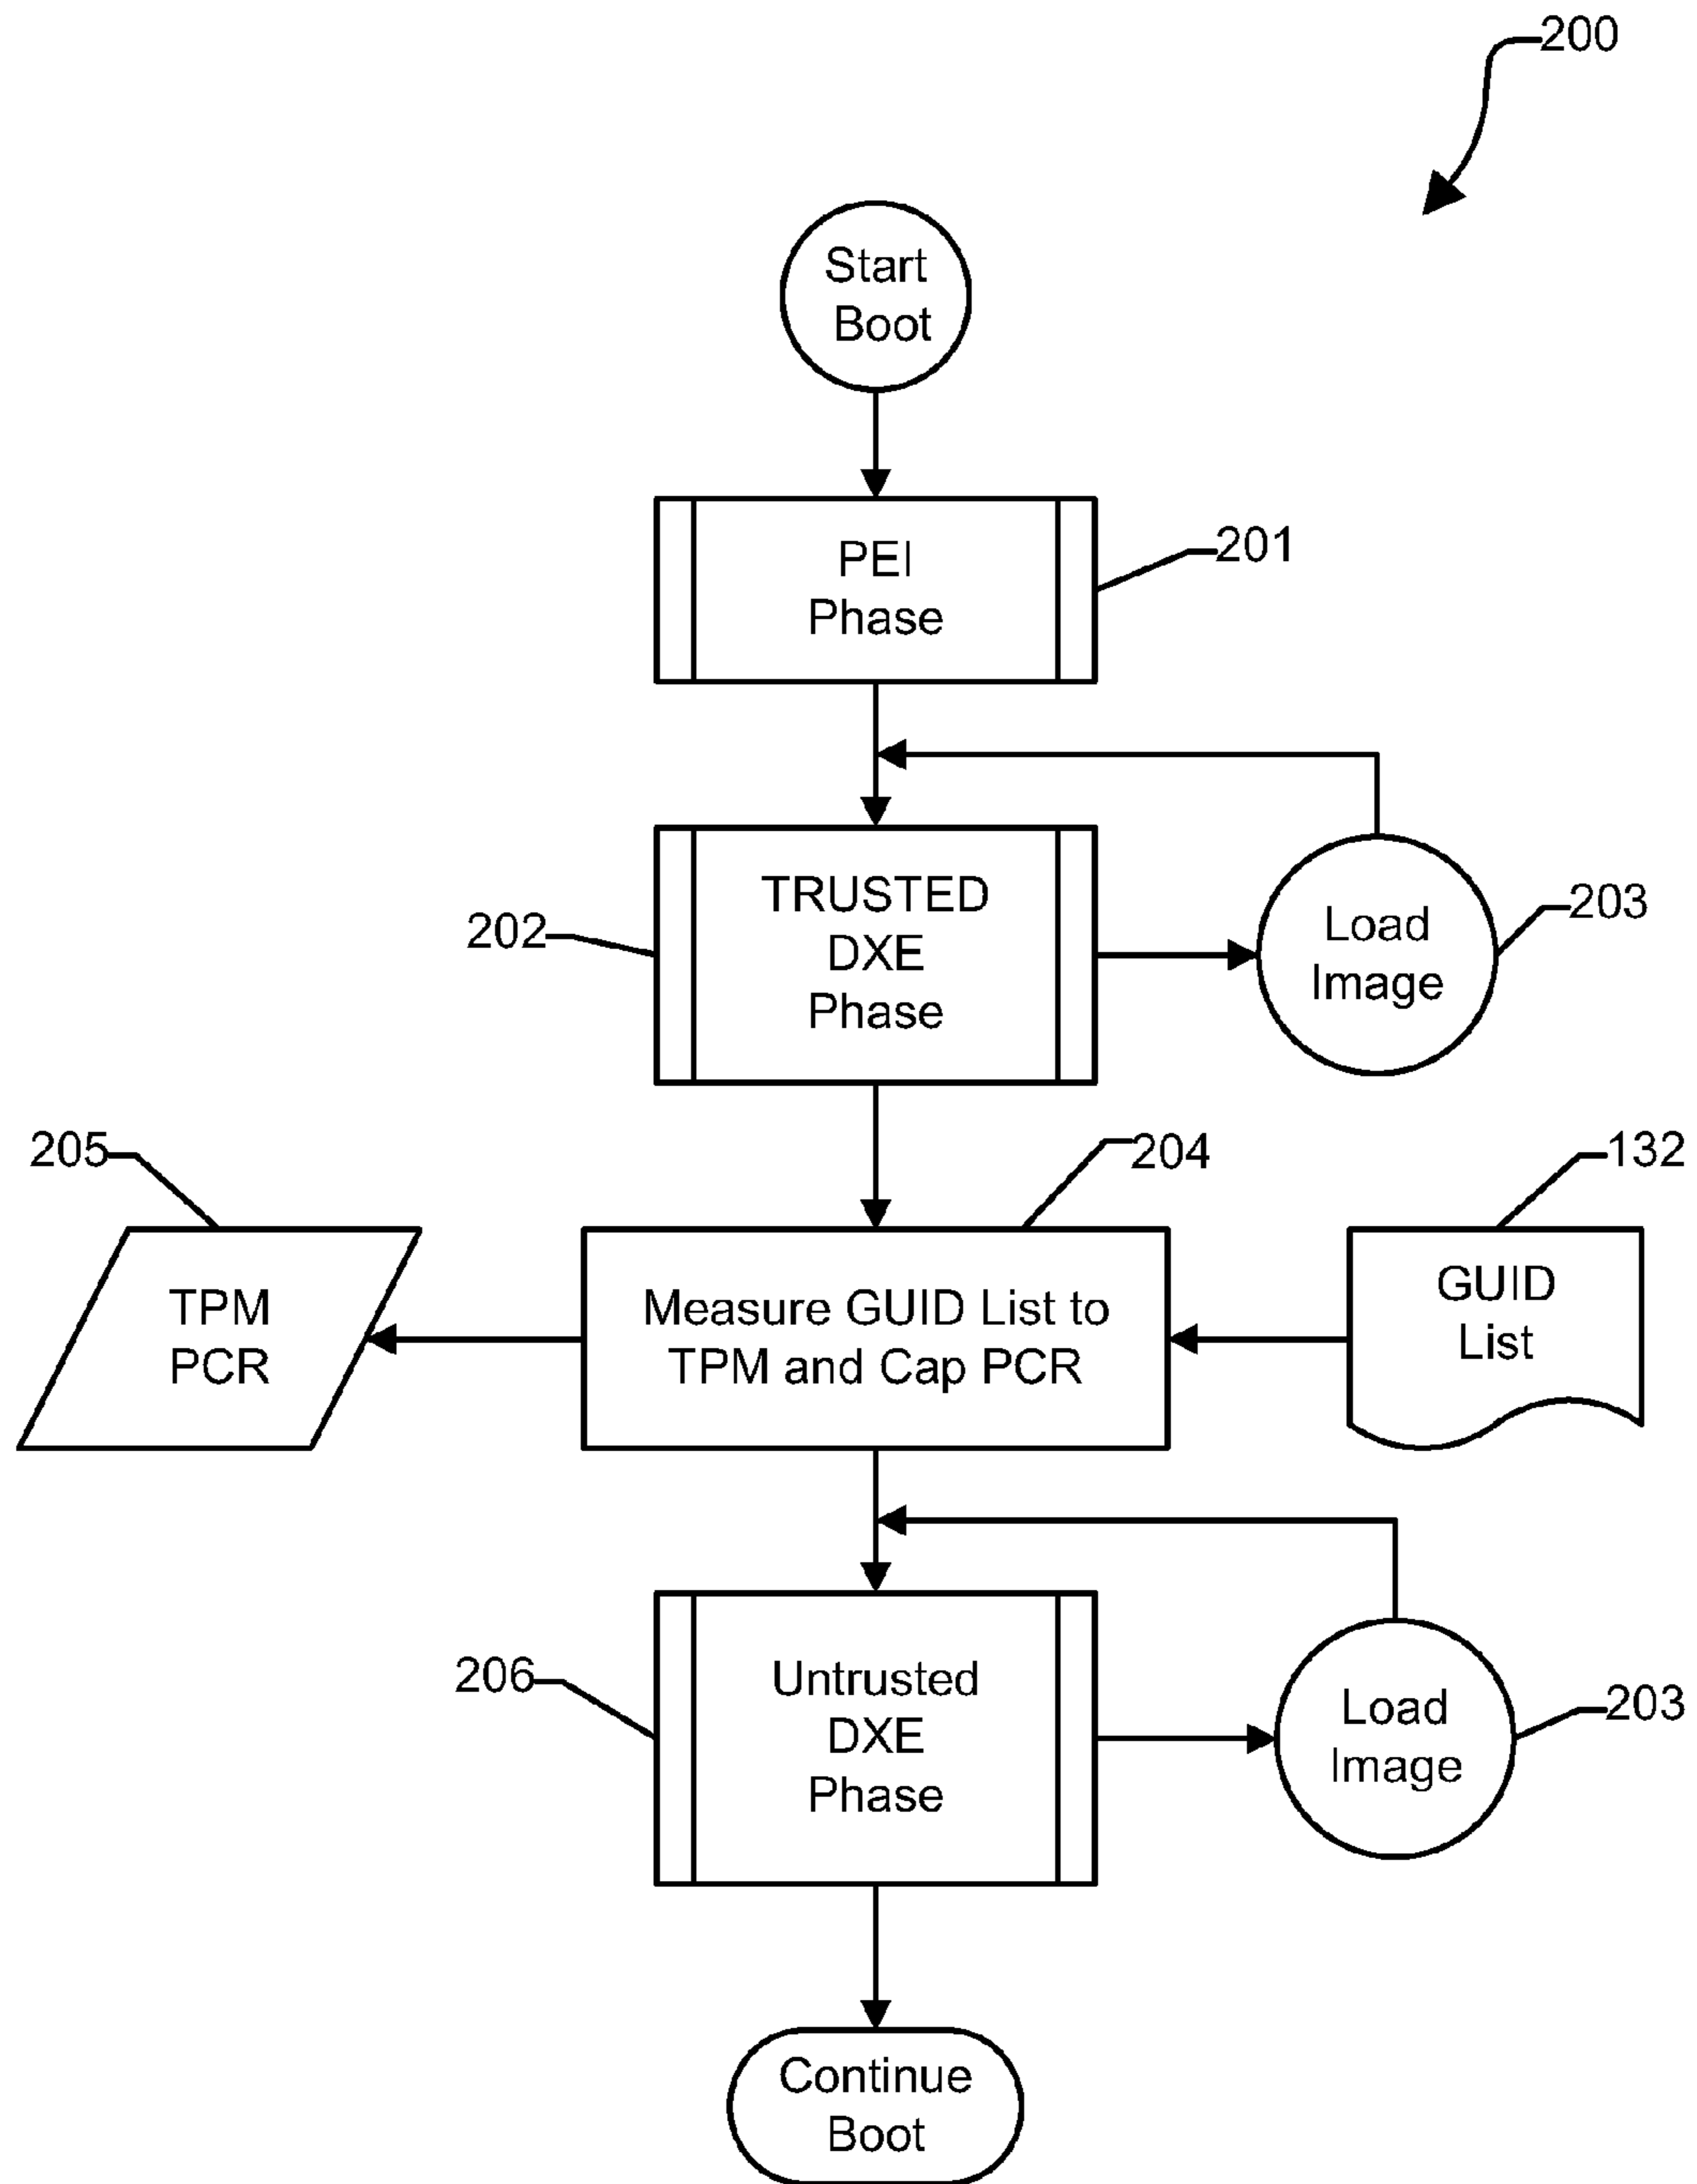 200
Start
Boot
PEI
Phase
201
TRUSTED
DXE
Phase
202
Load
Image
203
205
204
132
TPM
PCR
Measure GUID List to
TPM and Cap PCR
GUID
List
206
Untrusted
DXE
Phase
Load
Image
203
Continue
Boot